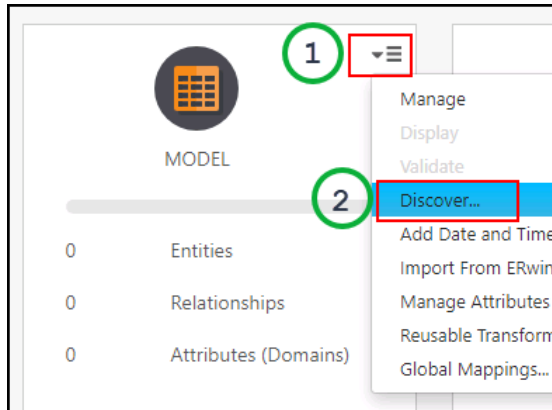 1
MODEL
Manage
Display
Validate
2
Discover...
0 Entities
Add Date and Time
Import From ERwin
0 Relationships
Manage Attributes
Reusable Transform
0 Attributes (Domains)
Global Mappings...